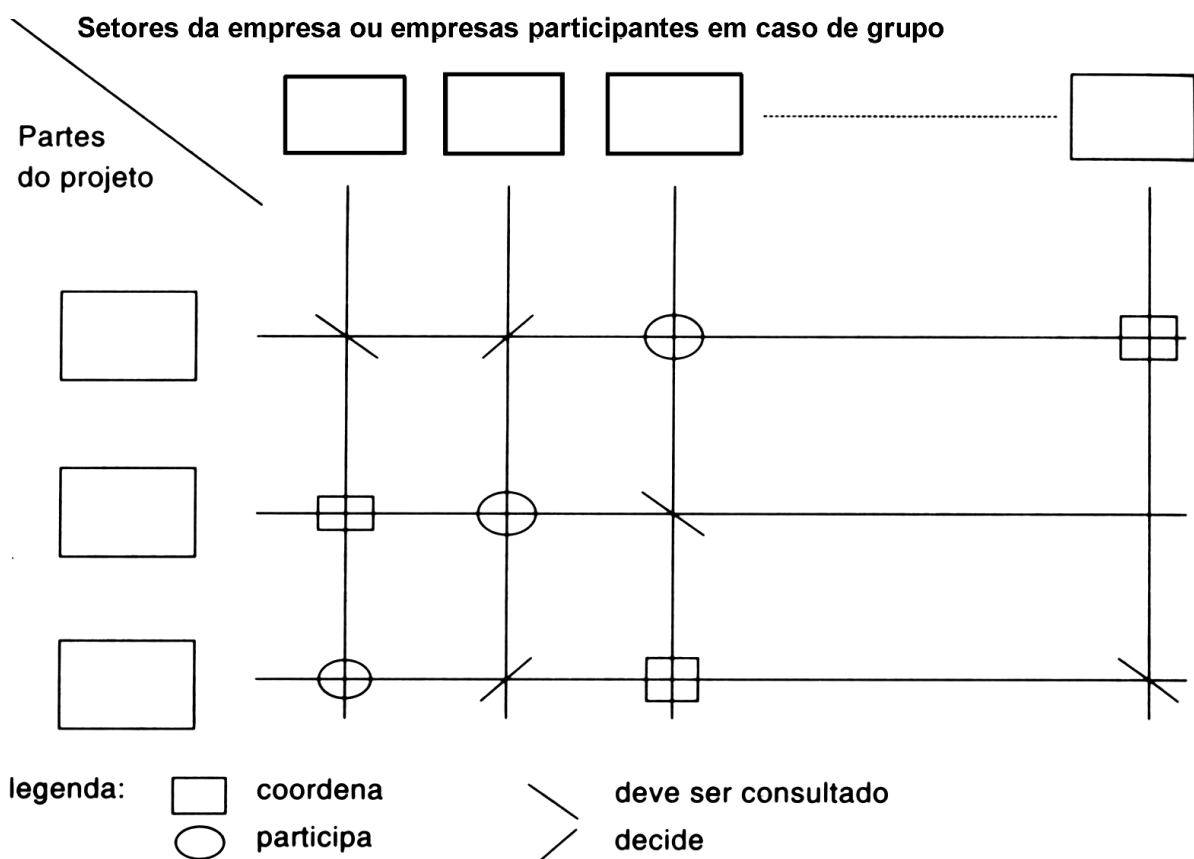 Setores da empresa ou empresas participantes em caso de grupo
Partes
do projeto
legenda:
coordena
deve ser consultado
participa
decide